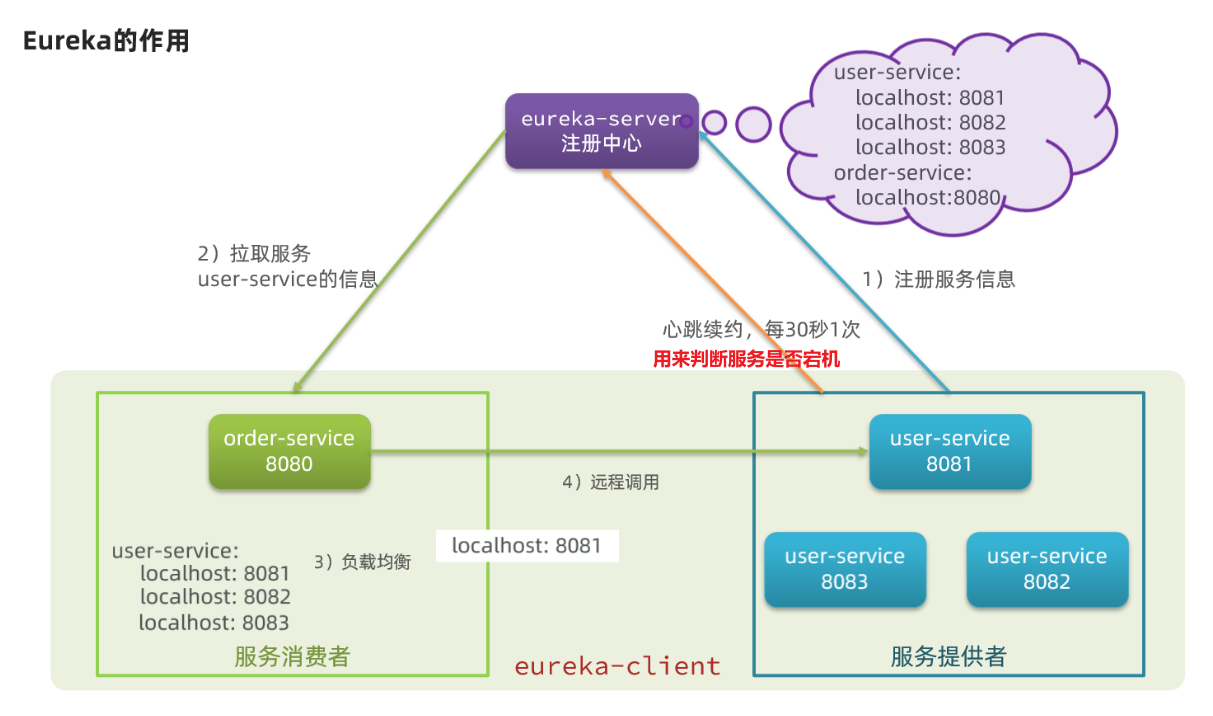 Eureka的作用
eureka-server
注册中心
user-service:
localhost: 8081
localhost: 8082
localhost: 8083
order-service:
localhost:8080
2）拉取服务
user-service的信息
1）注册服务信息
心跳续约，每30秒1次
用来判断服务是否宕机
order-service
8080
user-service
8081
4）远程调用
user-service:
localhost: 8081
localhost: 8082
localhost: 8083
3）负载均衡
localhost: 8081
user-service
8083
user-service
8082
服务消费者
eureka-client
服务提供者